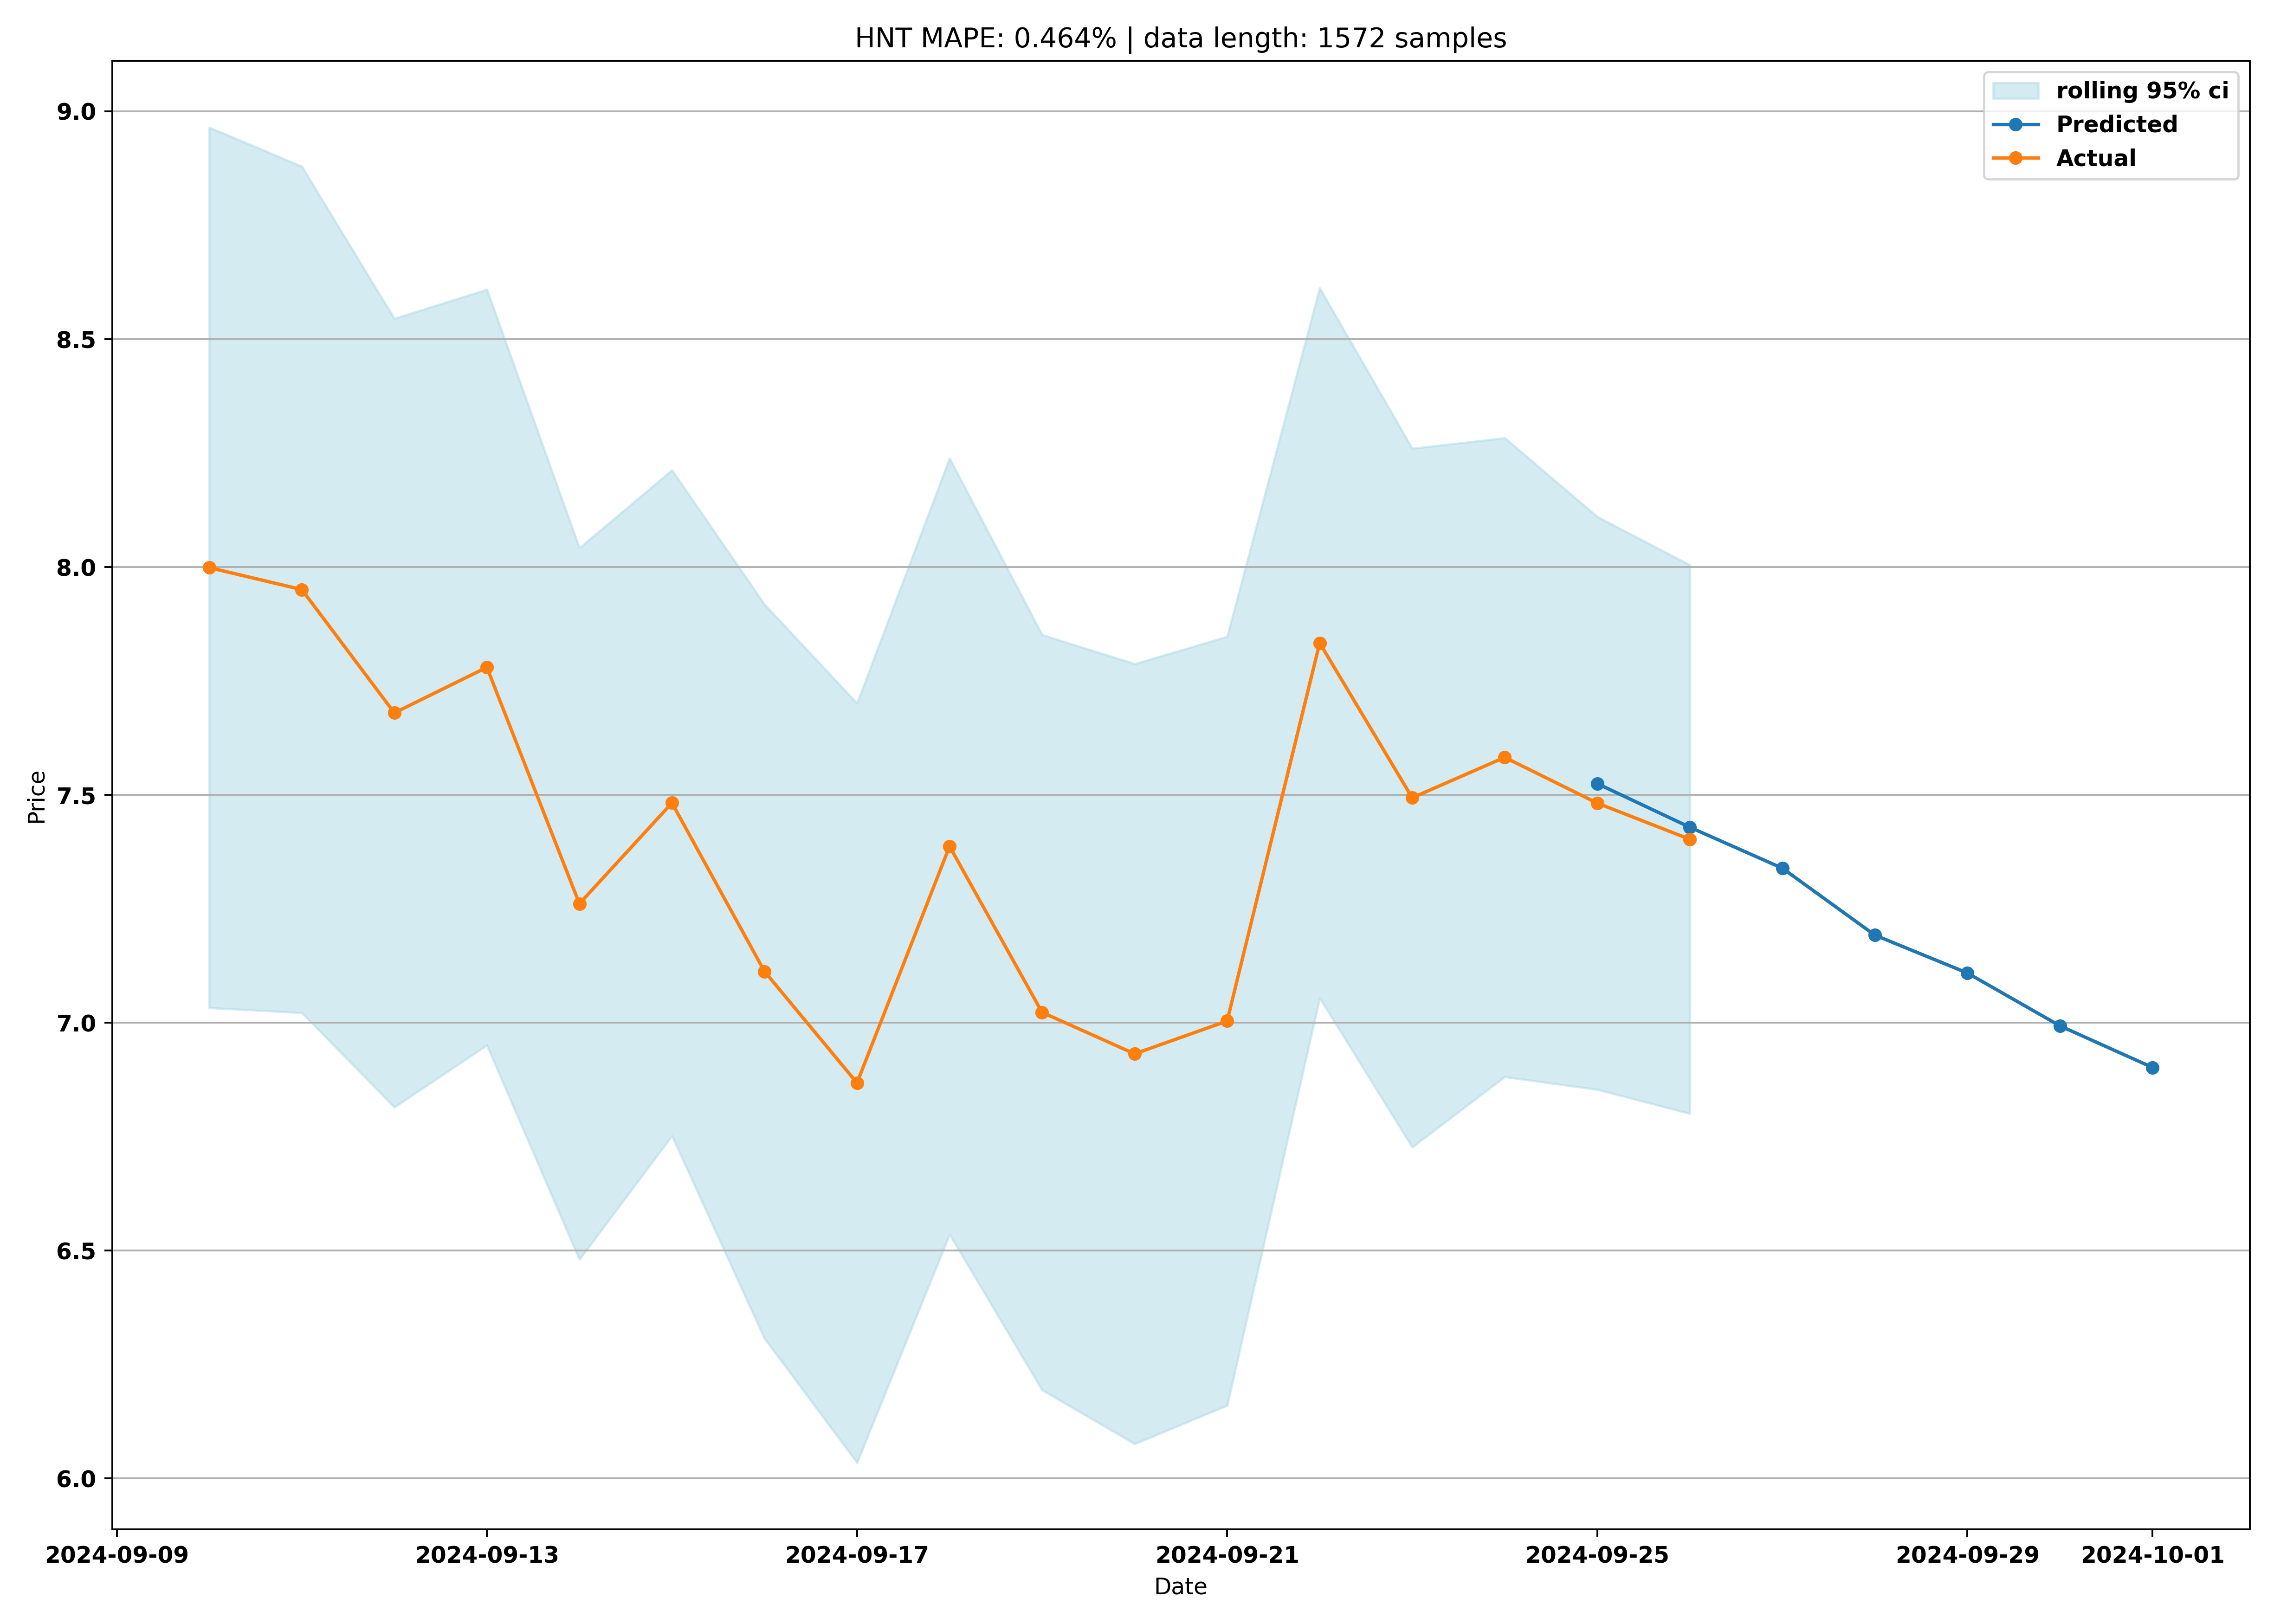 HNT MAPE: 0.464% | data length: 1572 samples
rolling 95% ci
Predicted
Actual
9.0
8.5
8.0
7.5
7.0
6.5
6.0
Price
2024-09-09 2024-09-13 2024-09-17 2024-09-21 2024-09-25 2024-09-29 2024-10-01
Date